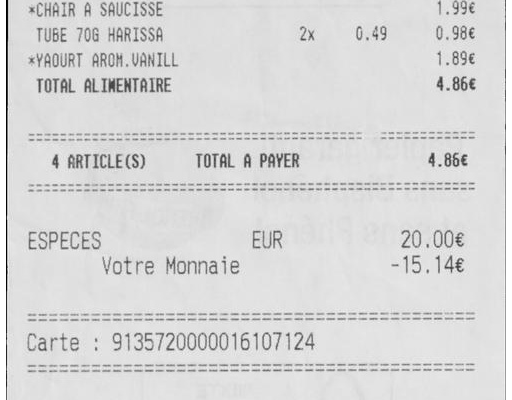 *CHAIR A SAUCISSE 1.99€
TUBE 70G HARISSA 2x 0.49 0.98€
*YAOURT AROM.VANILL 1.89€
TOTAL ALIMENTAIRE 4.86€
================================================
4 ARTICLE(S) TOTAL A PAYER 4.86€
================================================
ESPECES EUR 20.00€
Votre Monnaie -15.14€
================================================
Carte : 9135720000016107124
================================================